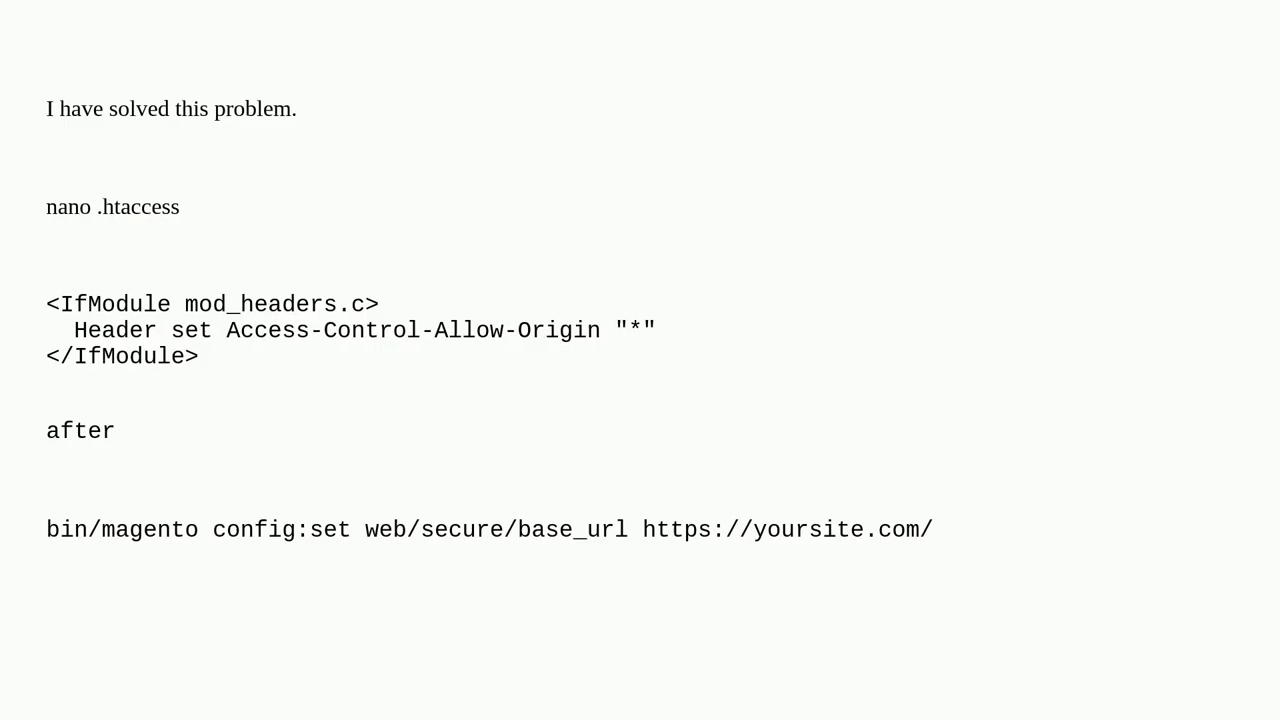 I have solved this problem.
nano .htaccess
<IfModule mod_headers.c>
  Header set Access-Control-Allow-Origin "*"
</IfModule>
after
bin/magento config:set web/secure/base_url https://yoursite.com/